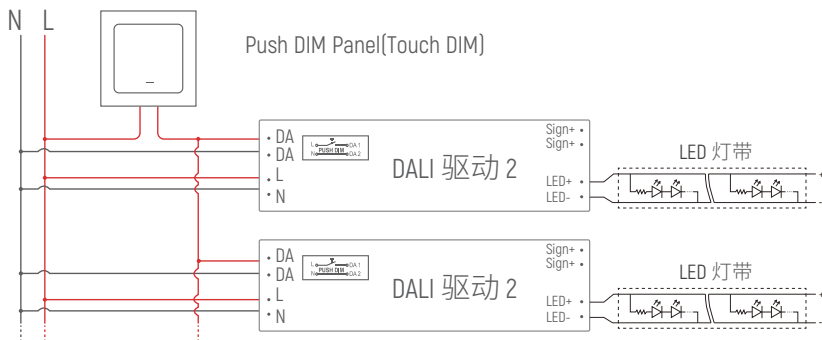 N L
Push DIM Panel(Touch DIM)
DA
DA
L
N
L DA 1
PUSH DIM
N DA 2
DALI 驱动 2
Sign+
Sign+
LED+
LED-
LED 灯带
+
-
DA
DA
L
N
L DA 1
PUSH DIM
N DA 2
DALI 驱动 2
Sign+
Sign+
LED+
LED-
LED 灯带
+
-